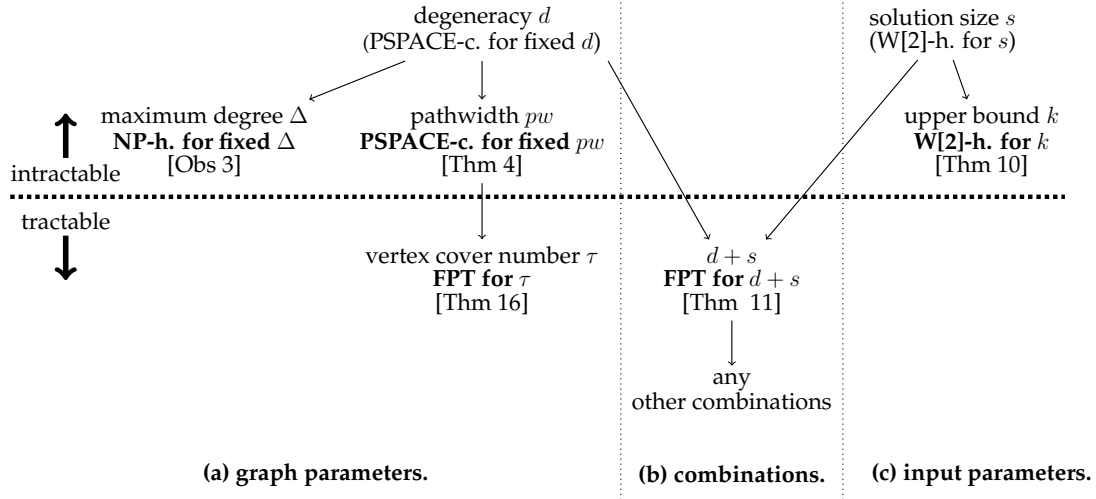 degeneracy d
(PSPACE-c. for fixed d)
solution size s
(W[2]-h. for s)
maximum degree Δ
NP-h. for fixed Δ
[Obs 3]
pathwidth pw
PSPACE-c. for fixed pw
[Thm 4]
upper bound k
W[2]-h. for k
[Thm 10]
intractable
tractable
vertex cover number τ
FPT for τ
[Thm 16]
d + s
FPT for d + s
[Thm 11]
any
other combinations
(a) graph parameters.
(b) combinations.
(c) input parameters.